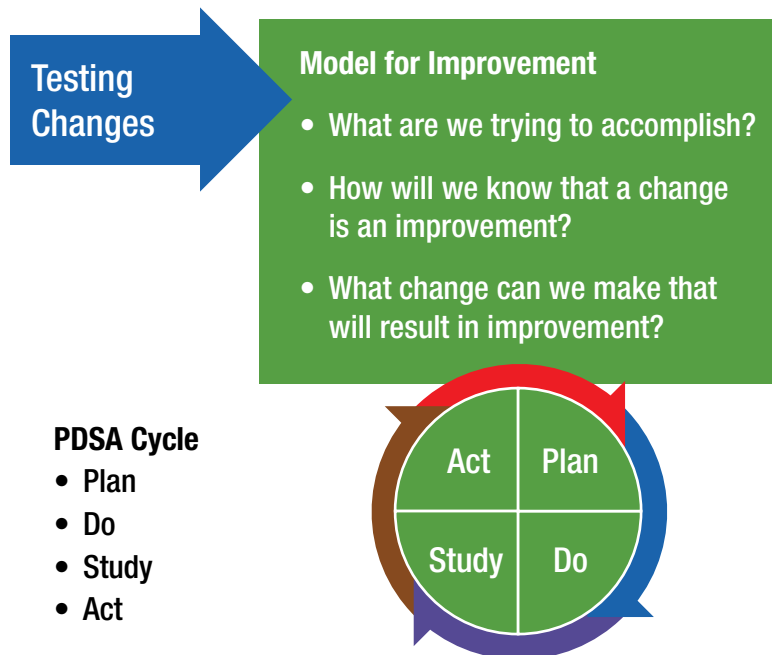 Testing
Changes
Model for Improvement
• What are we trying to accomplish?
• How will we know that a change
is an improvement?
• What change can we make that
will result in improvement?
PDSA Cycle
• Plan
• Do
• Study
• Act
Act
Plan
Study
Do